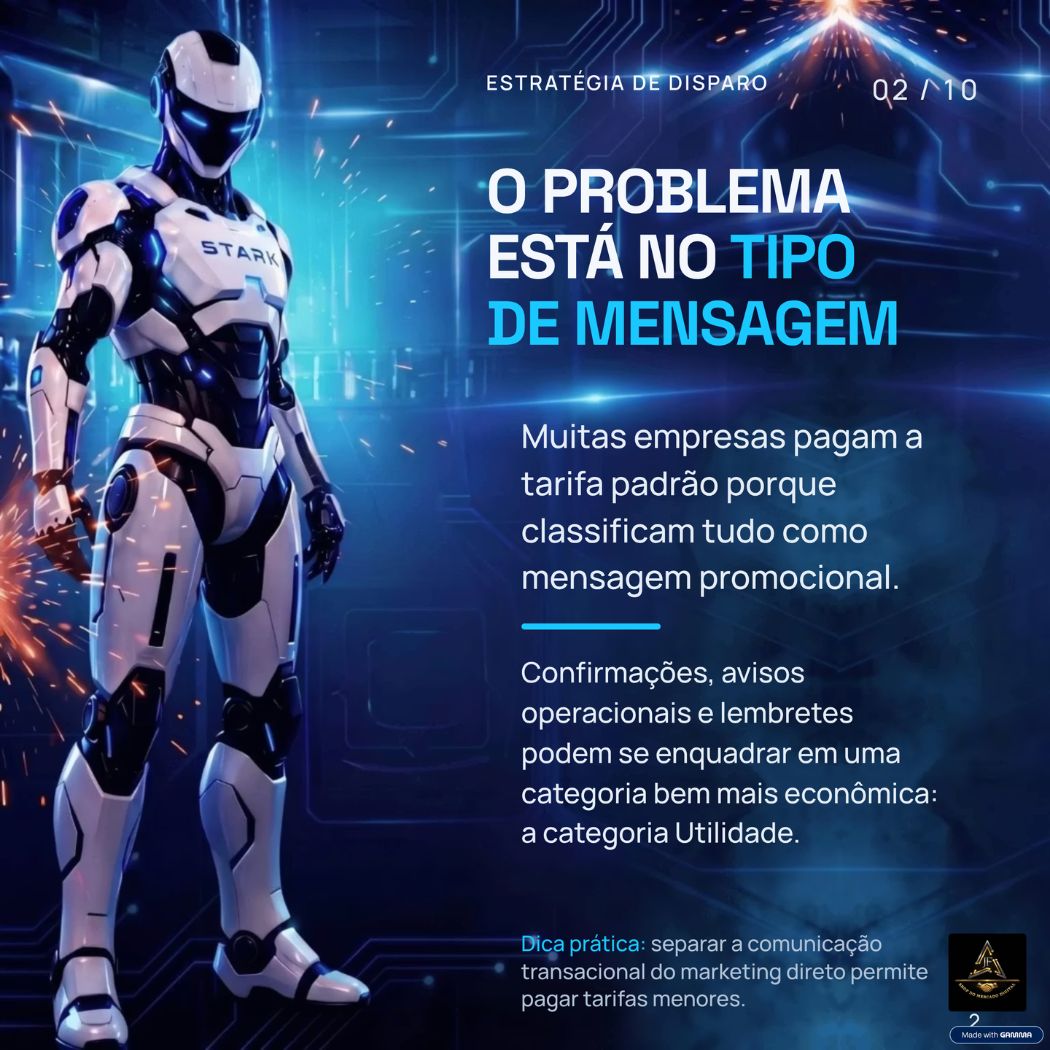 ESTRATÉGIA DE DISPARO
02 / 10
STARK
O PROBLEMA
ESTÁ NO TIPO
DE MENSAGEM
Muitas empresas pagam a
tarifa padrão porque
classificam tudo como
mensagem promocional.
Confirmações, avisos
operacionais e lembretes
podem se enquadrar em uma
categoria bem mais econômica:
a categoria Utilidade.
Dica prática: separar a comunicação
transacional do marketing direto permite
pagar tarifas menores.
2
Made with GAMMA